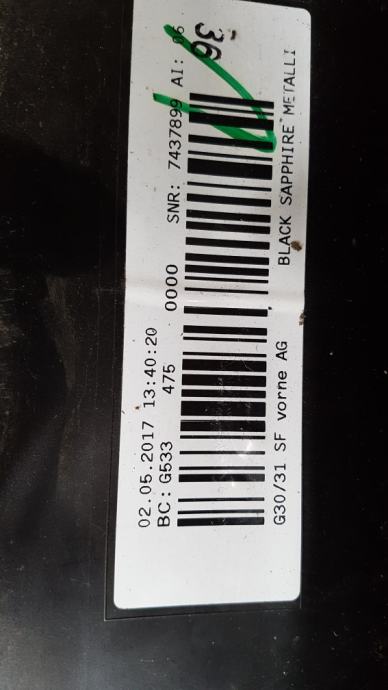 02.05.2017 13:40:20
BC: G533 475 0000 SNR: 7437899 AI: 06
36
G30/31 SF vorne AG BLACK SAPPHIRE METALLI